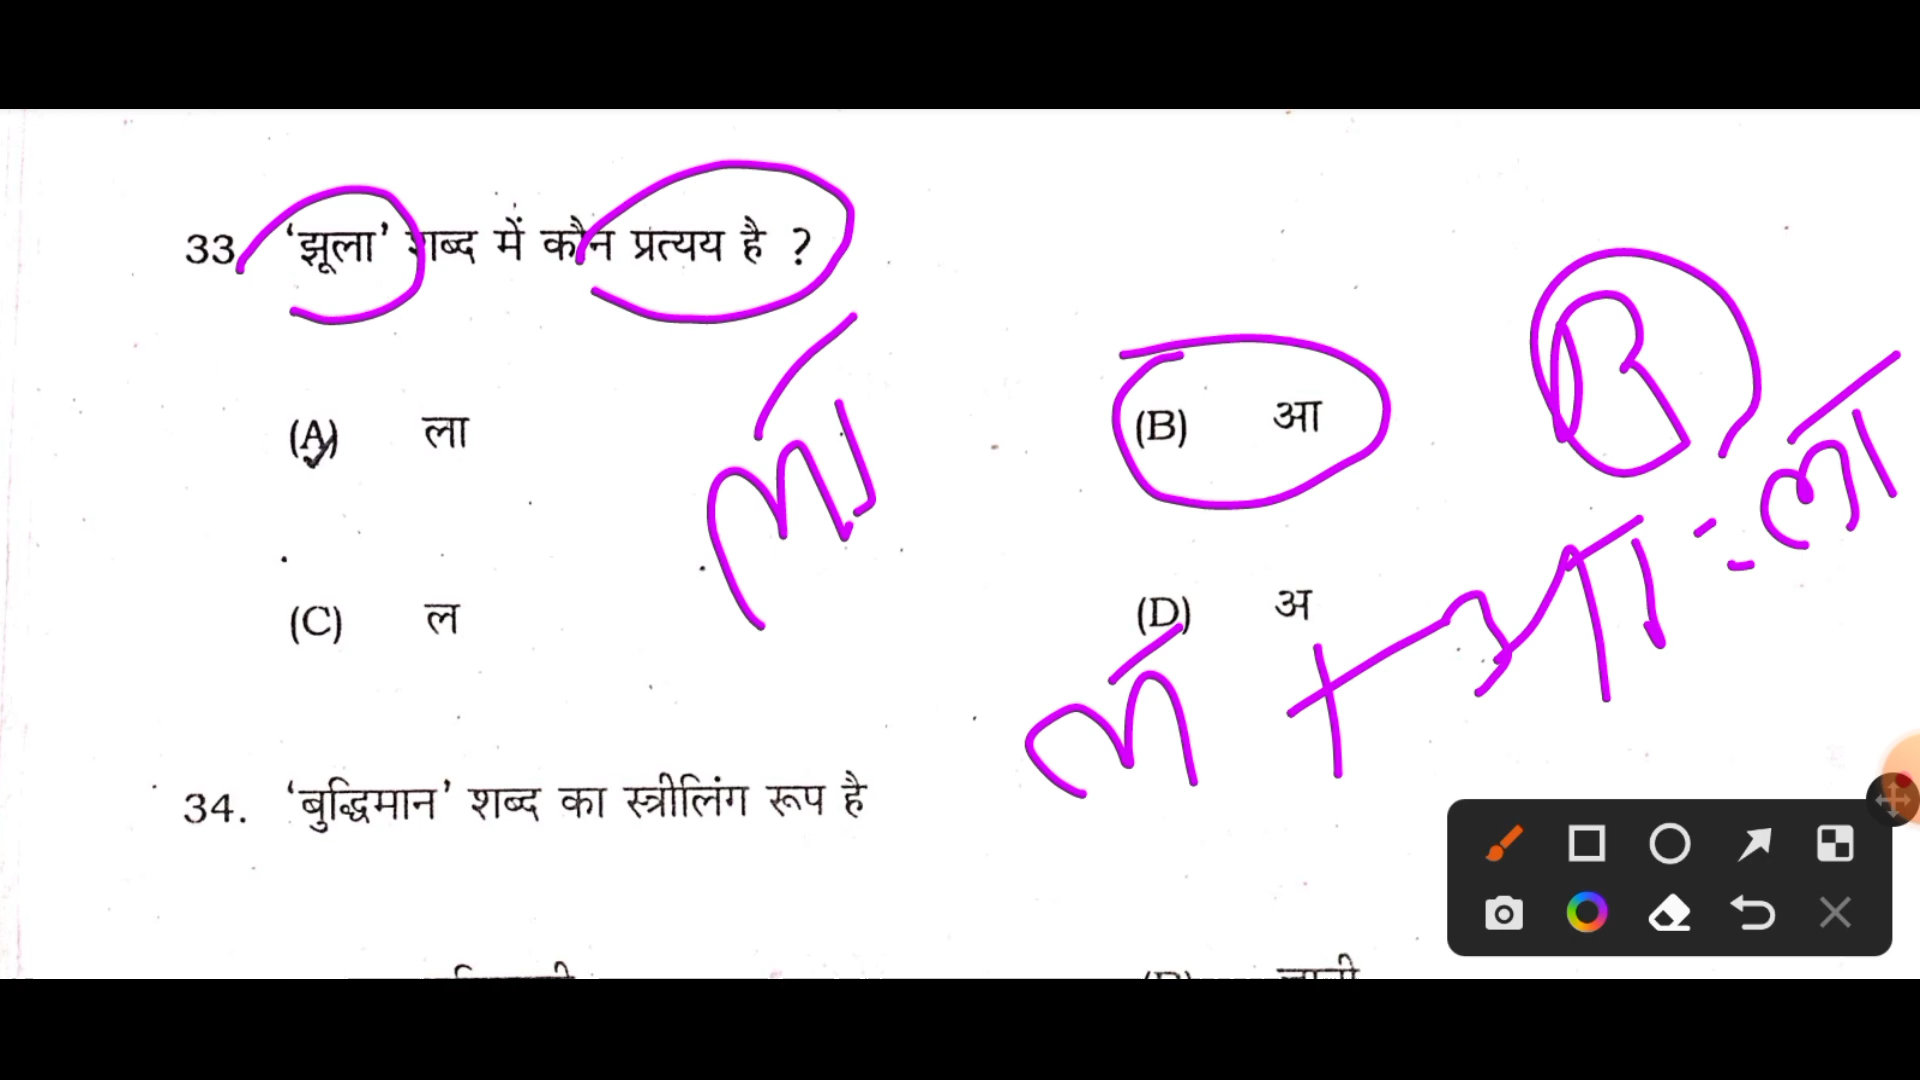 33. 'झूला' शब्द में कौन प्रत्यय है ?
(A) ला
(B) आ
B
ला
(C) ल
(D) अ
ल + आ = ला
34. 'बुद्धिमान' शब्द का स्त्रीलिंग रूप है